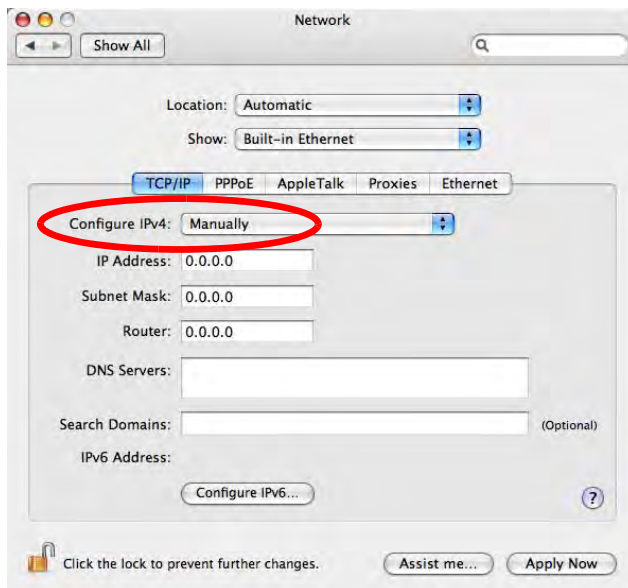 Network
Show All
Location: Automatic
Show: Built-in Ethernet
TCP/IP PPPoE AppleTalk Proxies Ethernet
Configure IPv4: Manually
IP Address: 0.0.0.0
Subnet Mask: 0.0.0.0
Router: 0.0.0.0
DNS Servers:
Search Domains: (Optional)
IPv6 Address:
Configure IPv6...
?
Click the lock to prevent further changes. Assist me... Apply Now